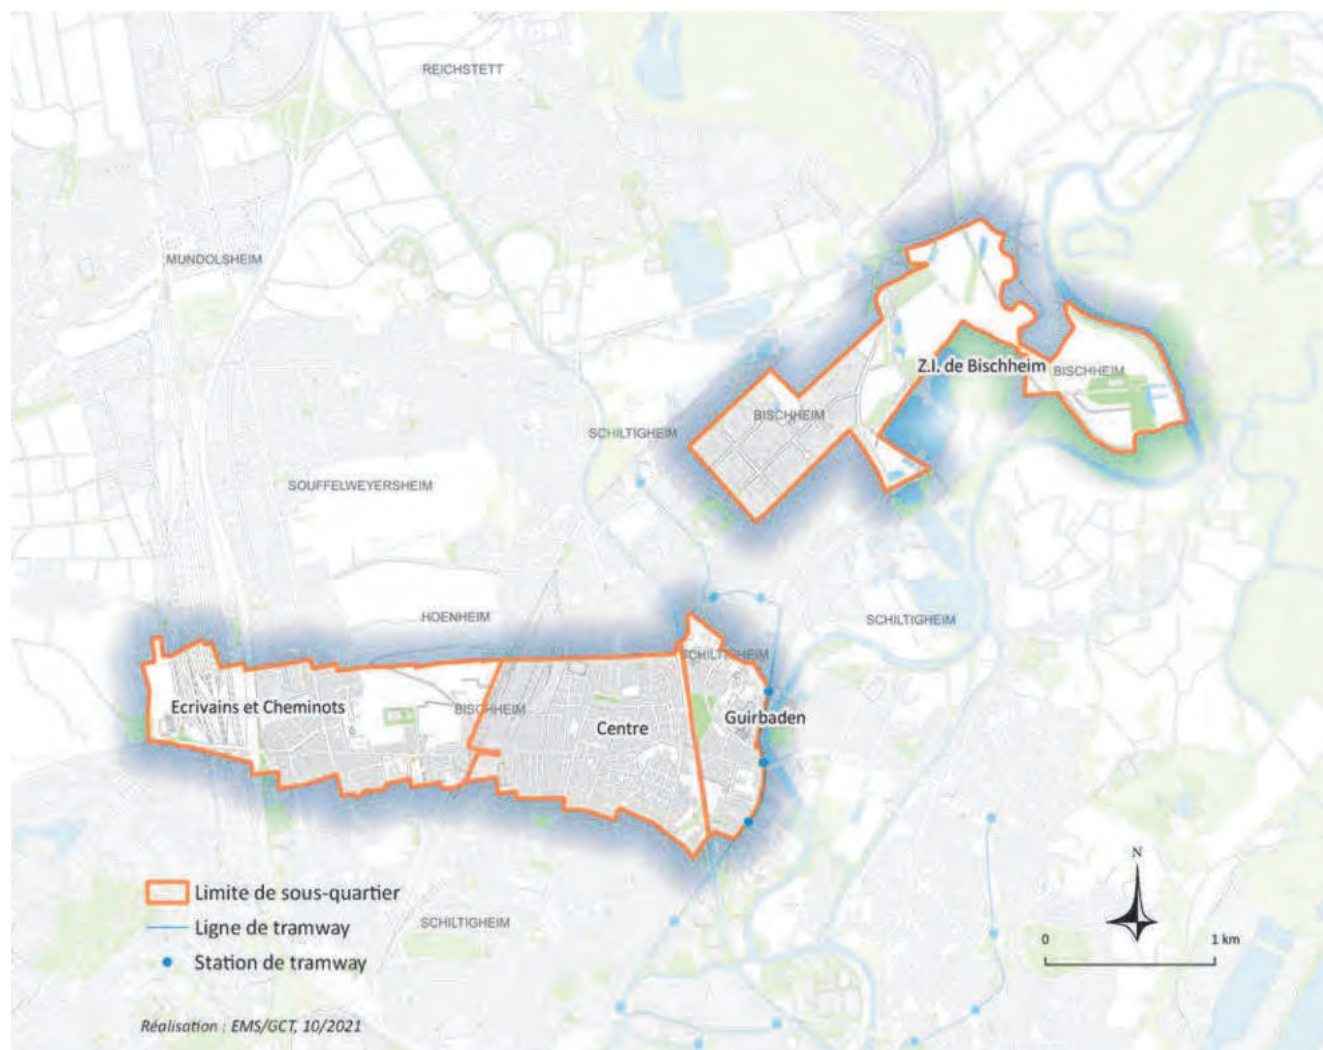 REICHSTETT
MUNDOLSHEIM
Z.I. de Bischheim
BISCHHEIM
BISCHHEIM
SCHILTIGHEIM
SOUFFELWEYERSHEIM
HOENHEIM
SCHILTIGHEIM
SCHILTIGHEIM
Ecrivains et Cheminots
BISCHHEIM
Guirbaden
Centre
Limite de sous-quartier
Ligne de tramway
Station de tramway
SCHILTIGHEIM
N
0 1 km
Réalisation : EMS/GCT, 10/2021